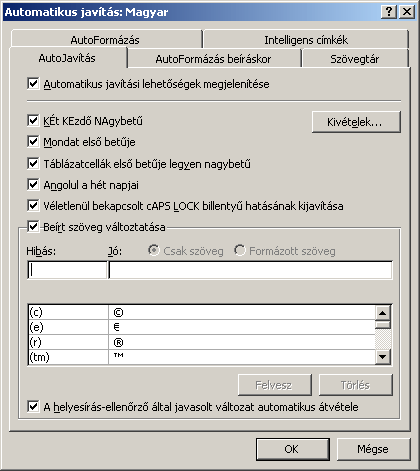 Automatikus javítás: Magyar
AutoFormázás Intelligens címkék
AutoJavítás AutoFormázás beíráskor Szövegtár
Automatikus javítási lehetőségek megjelenítése
KÉt KEzdő NAgybetű Kivételek...
Mondat első betűje
Táblázatcellák első betűje legyen nagybetű
Angolul a hét napjai
Véletlenül bekapcsolt cAPS LOCK billentyű hatásának kijavítása
Beírt szöveg változtatása
Hibás: Jó: Csak szöveg Formázott szöveg
(c) ©
(e) €
(r) ®
(tm) ™
Felvesz Törlés
A helyesírás-ellenőrző által javasolt változat automatikus átvétele
OK Mégse